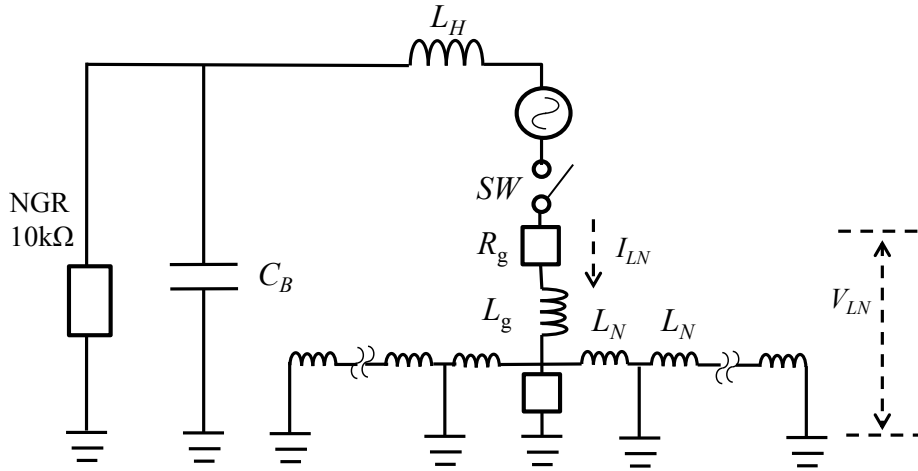 L_H
SW
NGR
10kΩ
R_g
I_LN
C_B
V_LN
L_g
L_N
L_N